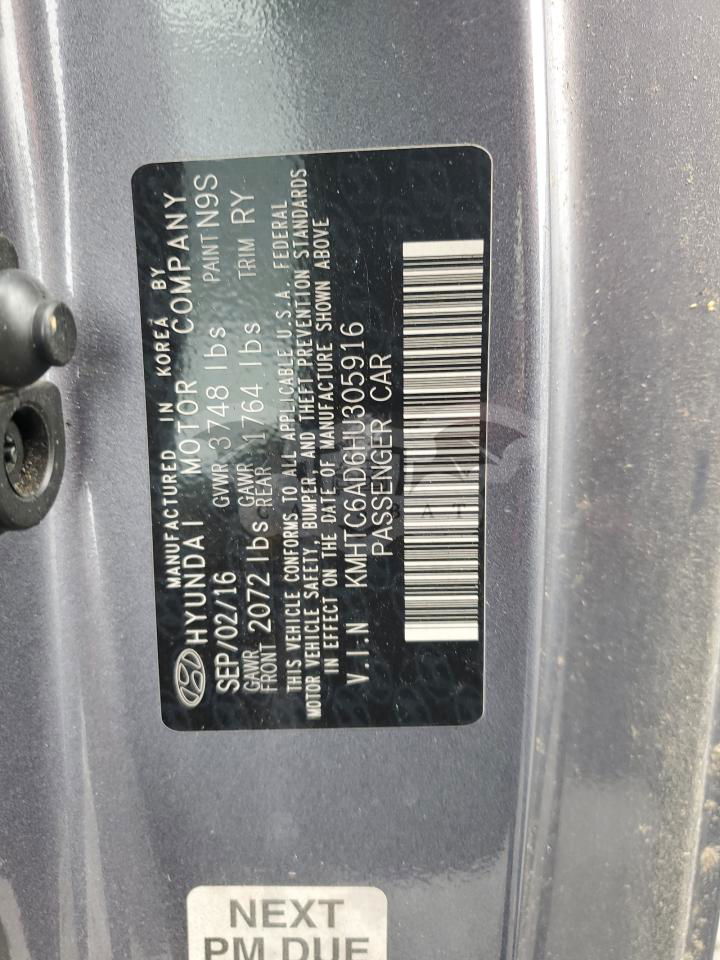 MANUFACTURED IN KOREA BY
HYUNDAI MOTOR COMPANY
SEP/02/16 GVWR 3748 lbs PAINT N9S
GAWR FRONT 2072 lbs GAWR REAR 1764 lbs TRIM RY
THIS VEHICLE CONFORMS TO ALL APPLICABLE U.S.A. FEDERAL
MOTOR VEHICLE SAFETY, BUMPER, AND THEFT PREVENTION STANDARDS
IN EFFECT ON THE DATE OF MANUFACTURE SHOWN ABOVE
V.I.N KMHTC6AD6HU305916
PASSENGER CAR
NEXT
PM DUE